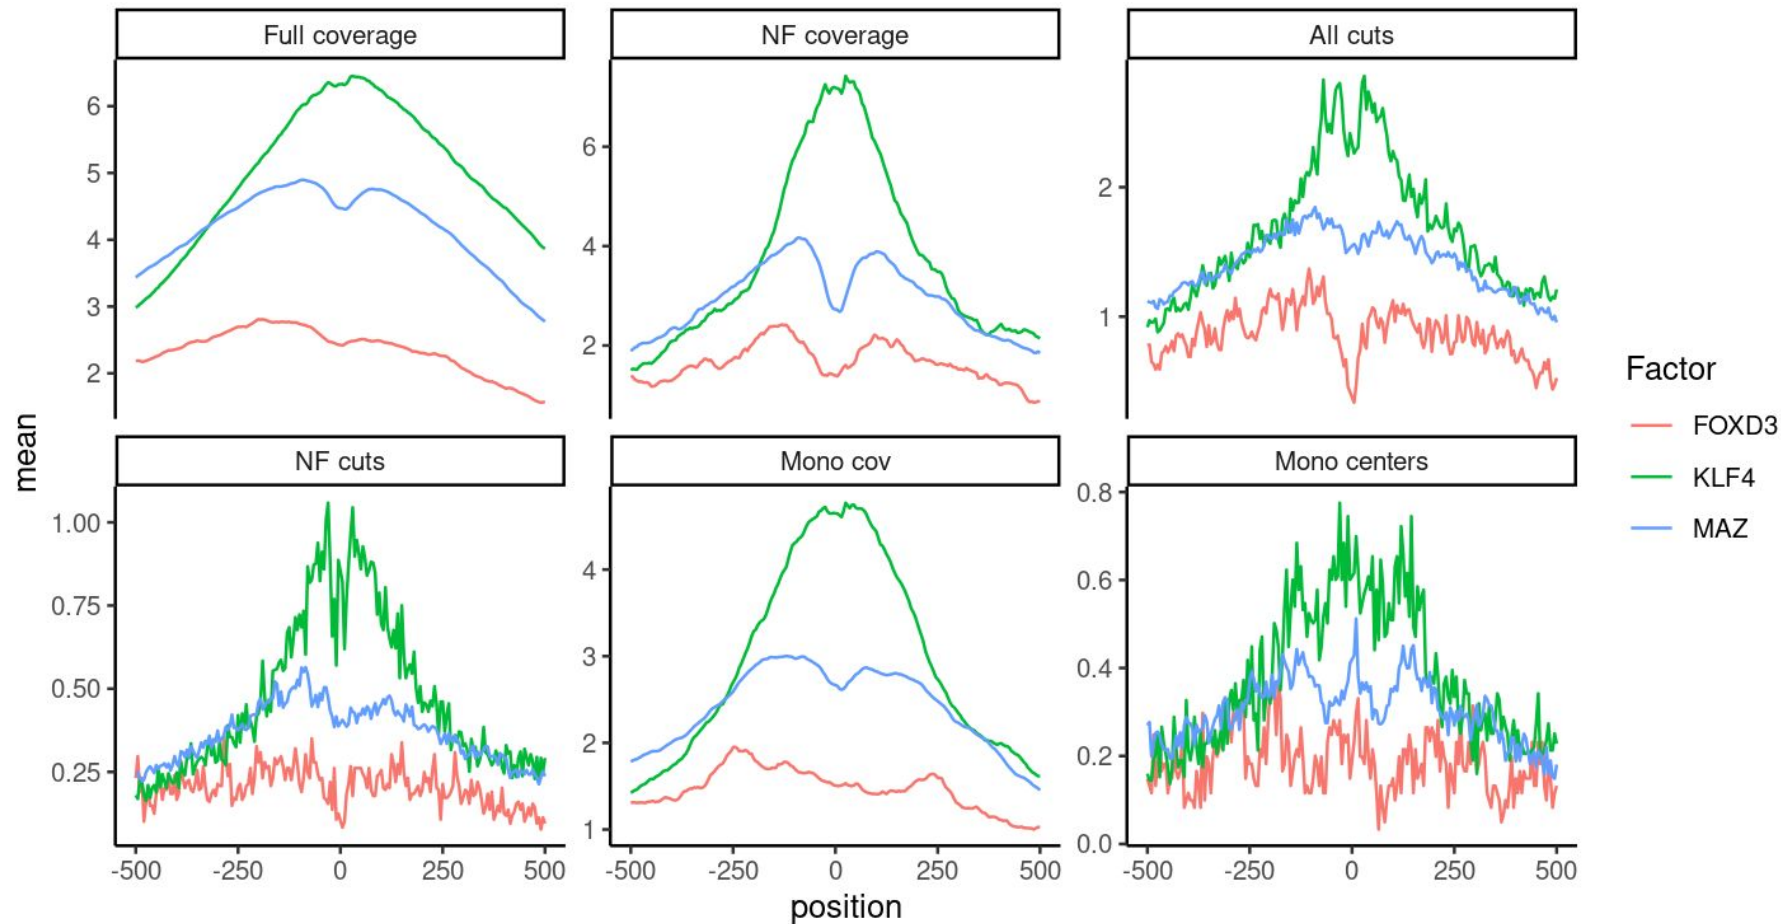 Full coverage
NF coverage
All cuts
6
5
4
3
2
6
4
2
2
1
NF cuts
Mono cov
Mono centers
1.00
0.75
0.50
0.25
4
3
2
1
0.8
0.6
0.4
0.2
0.0
-500 -250 0 250 500
-500 -250 0 250 500
-500 -250 0 250 500
mean
position
Factor
FOXD3
KLF4
MAZ